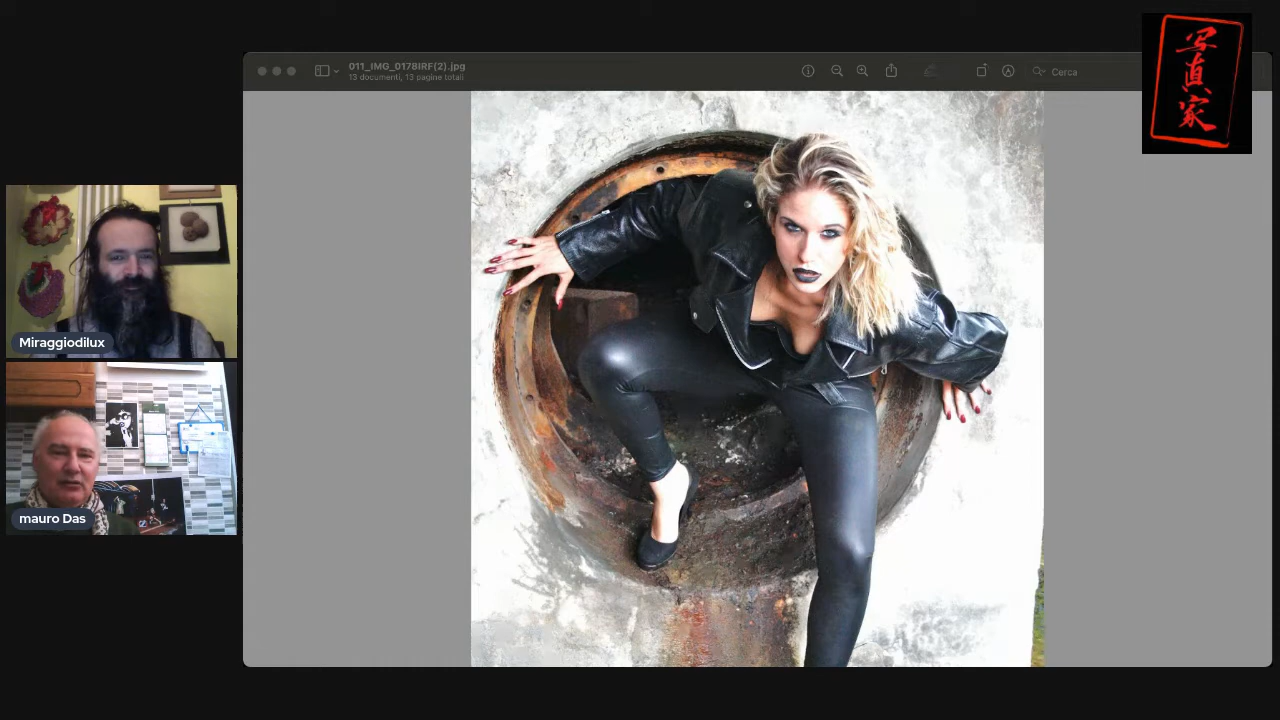 011_IMG_0178IRF(2).jpg
13 documenti, 13 pagine totali
Cerca
写
真
家
Miraggiodilux
mauro Das